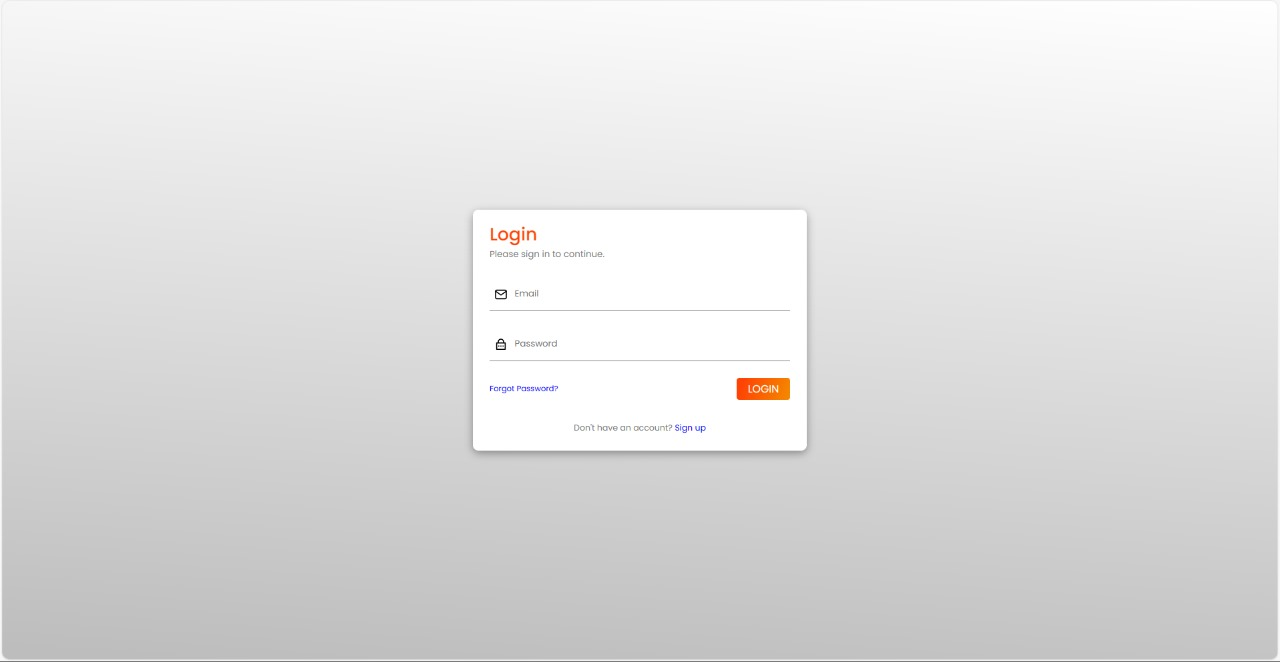 Login
Please sign in to continue.
Email
Password
Forgot Password?
LOGIN
Don't have an account? Sign up